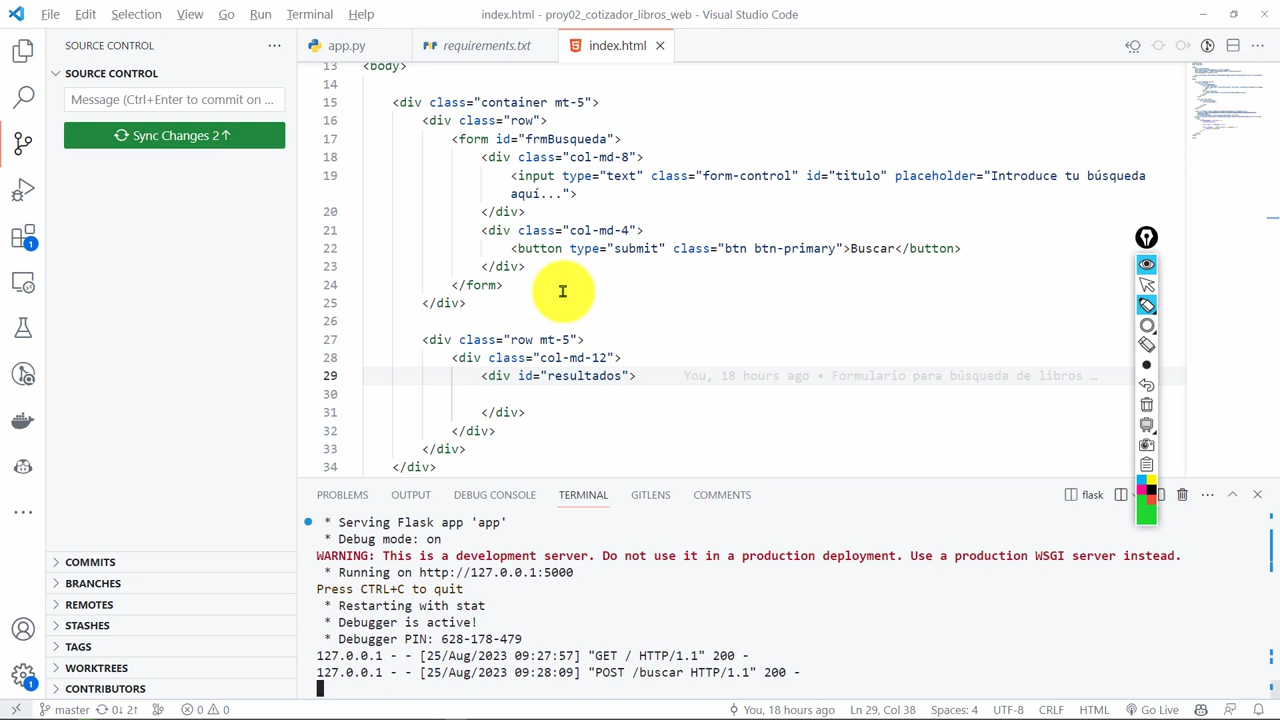 File Edit Selection View Go Run Terminal Help index.html - proy02_cotizador_libros_web - Visual Studio Code
SOURCE CONTROL
SOURCE CONTROL
Message (Ctrl+Enter to commit on ...
Sync Changes 2↑
COMMITS
BRANCHES
REMOTES
STASHES
TAGS
WORKTREES
CONTRIBUTORS
1
1
app.py requirements.txt index.html
13 <body>
14
15 <div class="container mt-5">
16 <div class="row">
17 <form id="frmBusqueda">
18 <div class="col-md-8">
19 <input type="text" class="form-control" id="titulo" placeholder="Introduce tu búsqueda
aquí...">
20 </div>
21 <div class="col-md-4">
22 <button type="submit" class="btn btn-primary">Buscar</button>
23 </div>
24 </form>
25 </div>
26
27 <div class="row mt-5">
28 <div class="col-md-12">
29 <div id="resultados"> You, 18 hours ago • Formulario para búsqueda de libros …
30
31 </div>
32 </div>
33 </div>
34 </div>
PROBLEMS OUTPUT DEBUG CONSOLE TERMINAL GITLENS COMMENTS flask
* Serving Flask app 'app'
* Debug mode: on
WARNING: This is a development server. Do not use it in a production deployment. Use a production WSGI server instead.
* Running on http://127.0.0.1:5000
Press CTRL+C to quit
* Restarting with stat
* Debugger is active!
* Debugger PIN: 628-178-479
127.0.0.1 - - [25/Aug/2023 09:27:57] "GET / HTTP/1.1" 200 -
127.0.0.1 - - [25/Aug/2023 09:28:09] "POST /buscar HTTP/1.1" 200 -
master 0↓ 2↑ 0 0 You, 18 hours ago Ln 29, Col 38 Spaces: 4 UTF-8 CRLF HTML Go Live